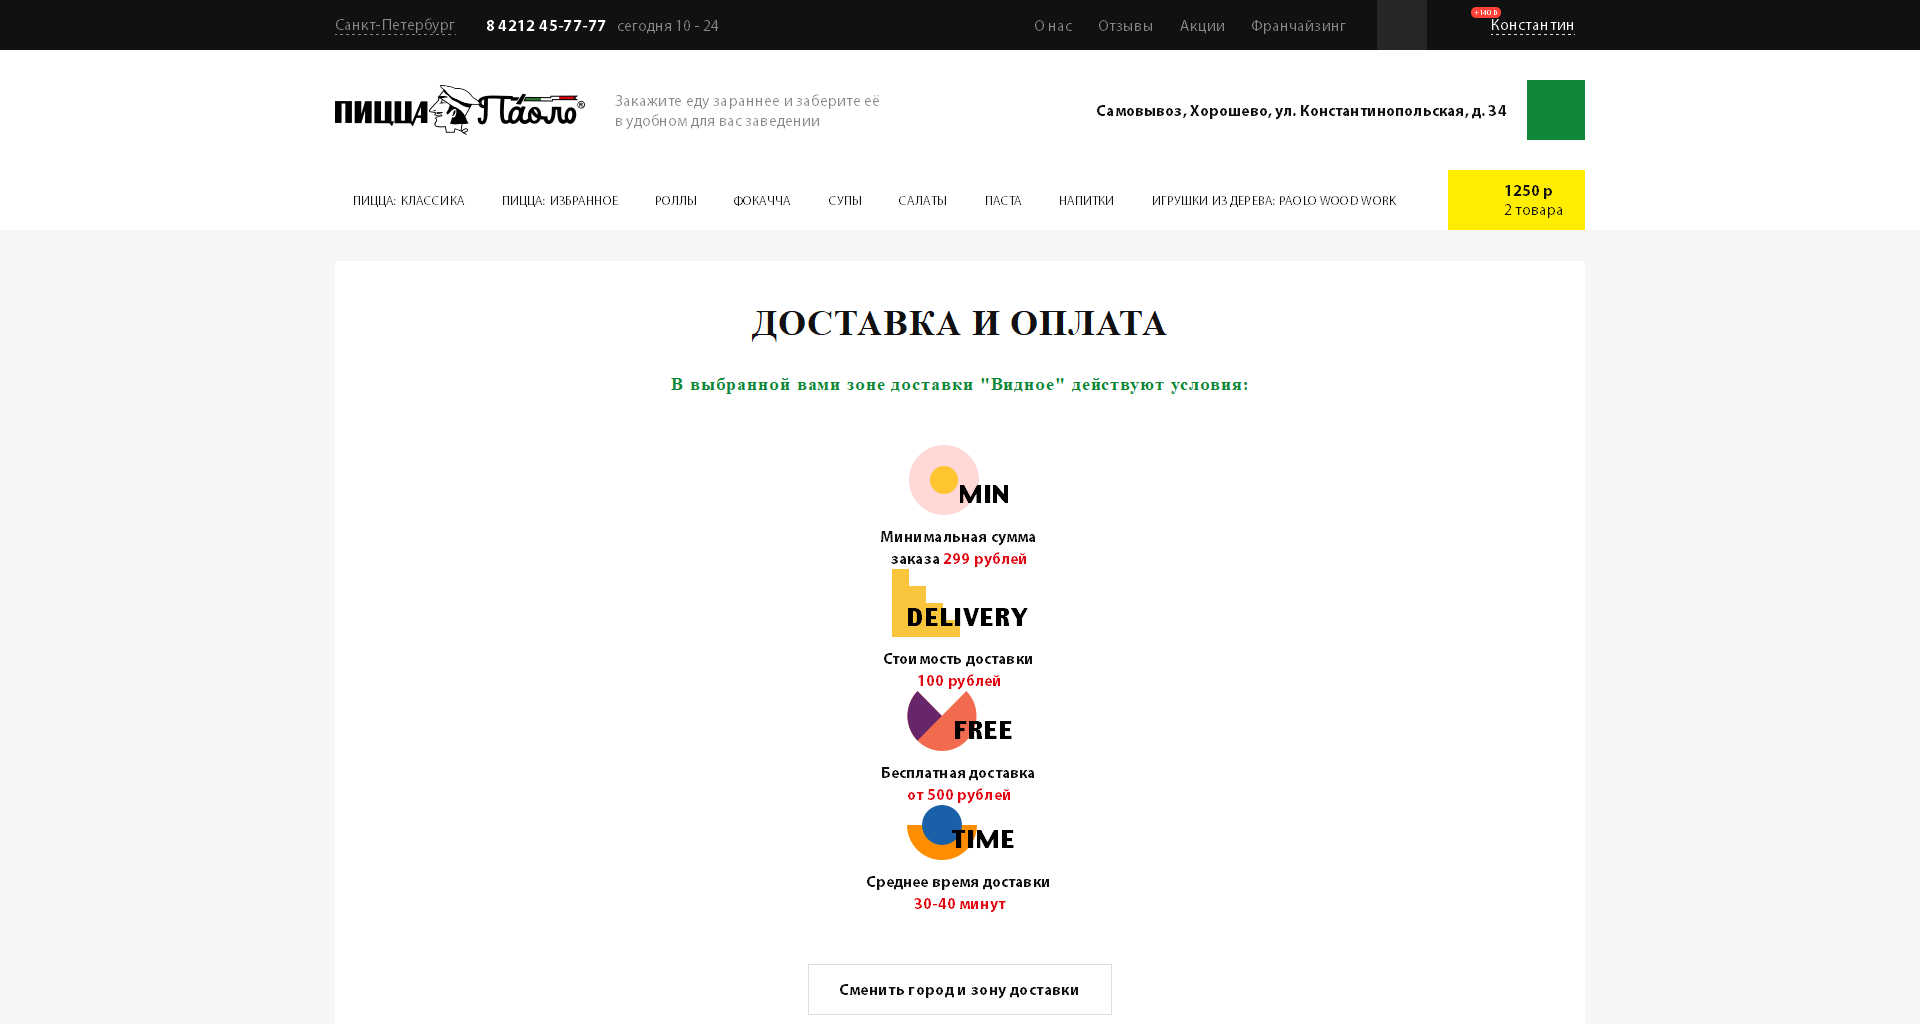 Санкт-Петербург 8 4212 45-77-77 сегодня 10 - 24 О нас Отзывы Акции Франчайзинг +140 Константин
ПИЦЦА Па́оло®
Закажите еду зараннее и заберите её
в удобном для вас заведении
Самовывоз, Хорошево, ул. Константинопольская, д. 34
ПИЦЦА: КЛАССИКА ПИЦЦА: ИЗБРАННОЕ РОЛЛЫ ФОКАЧЧА СУПЫ САЛАТЫ ПАСТА НАПИТКИ ИГРУШКИ ИЗ ДЕРЕВА: PAOLO WOOD WORK
1250 р
2 товара
ДОСТАВКА И ОПЛАТА
В выбранной вами зоне доставки "Видное" действуют условия:
MIN
Минимальная сумма
заказа 299 рублей
DELIVERY
Стоимость доставки
100 рублей
FREE
Бесплатная доставка
от 500 рублей
TIME
Среднее время доставки
30-40 минут
Сменить город и зону доставки